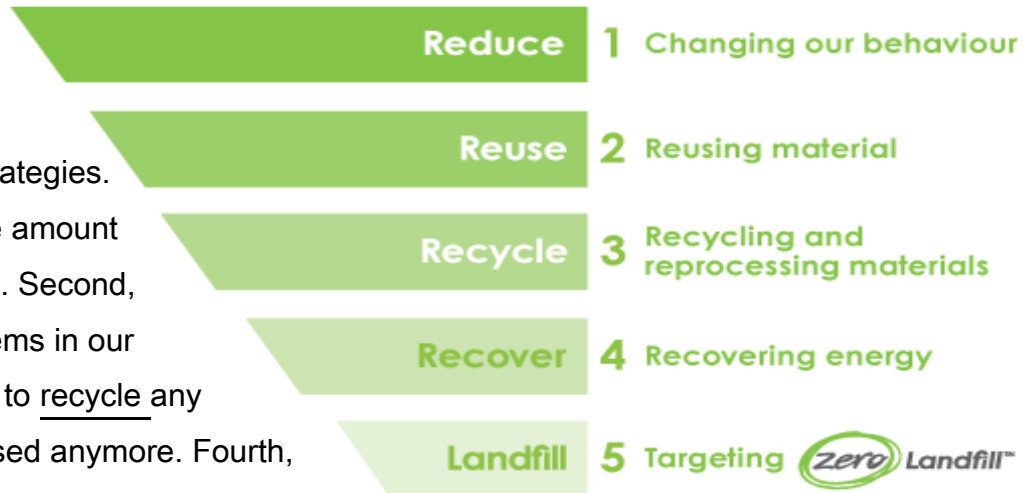 Reduce 1 Changing our behaviour
Reuse 2 Reusing material
ategies.
e amount
Recycle 3 Recycling and
reprocessing materials
. Second,
ems in our
Recover 4 Recovering energy
to recycle any
sed anymore. Fourth,
Landfill 5 Targeting zero Landfill™